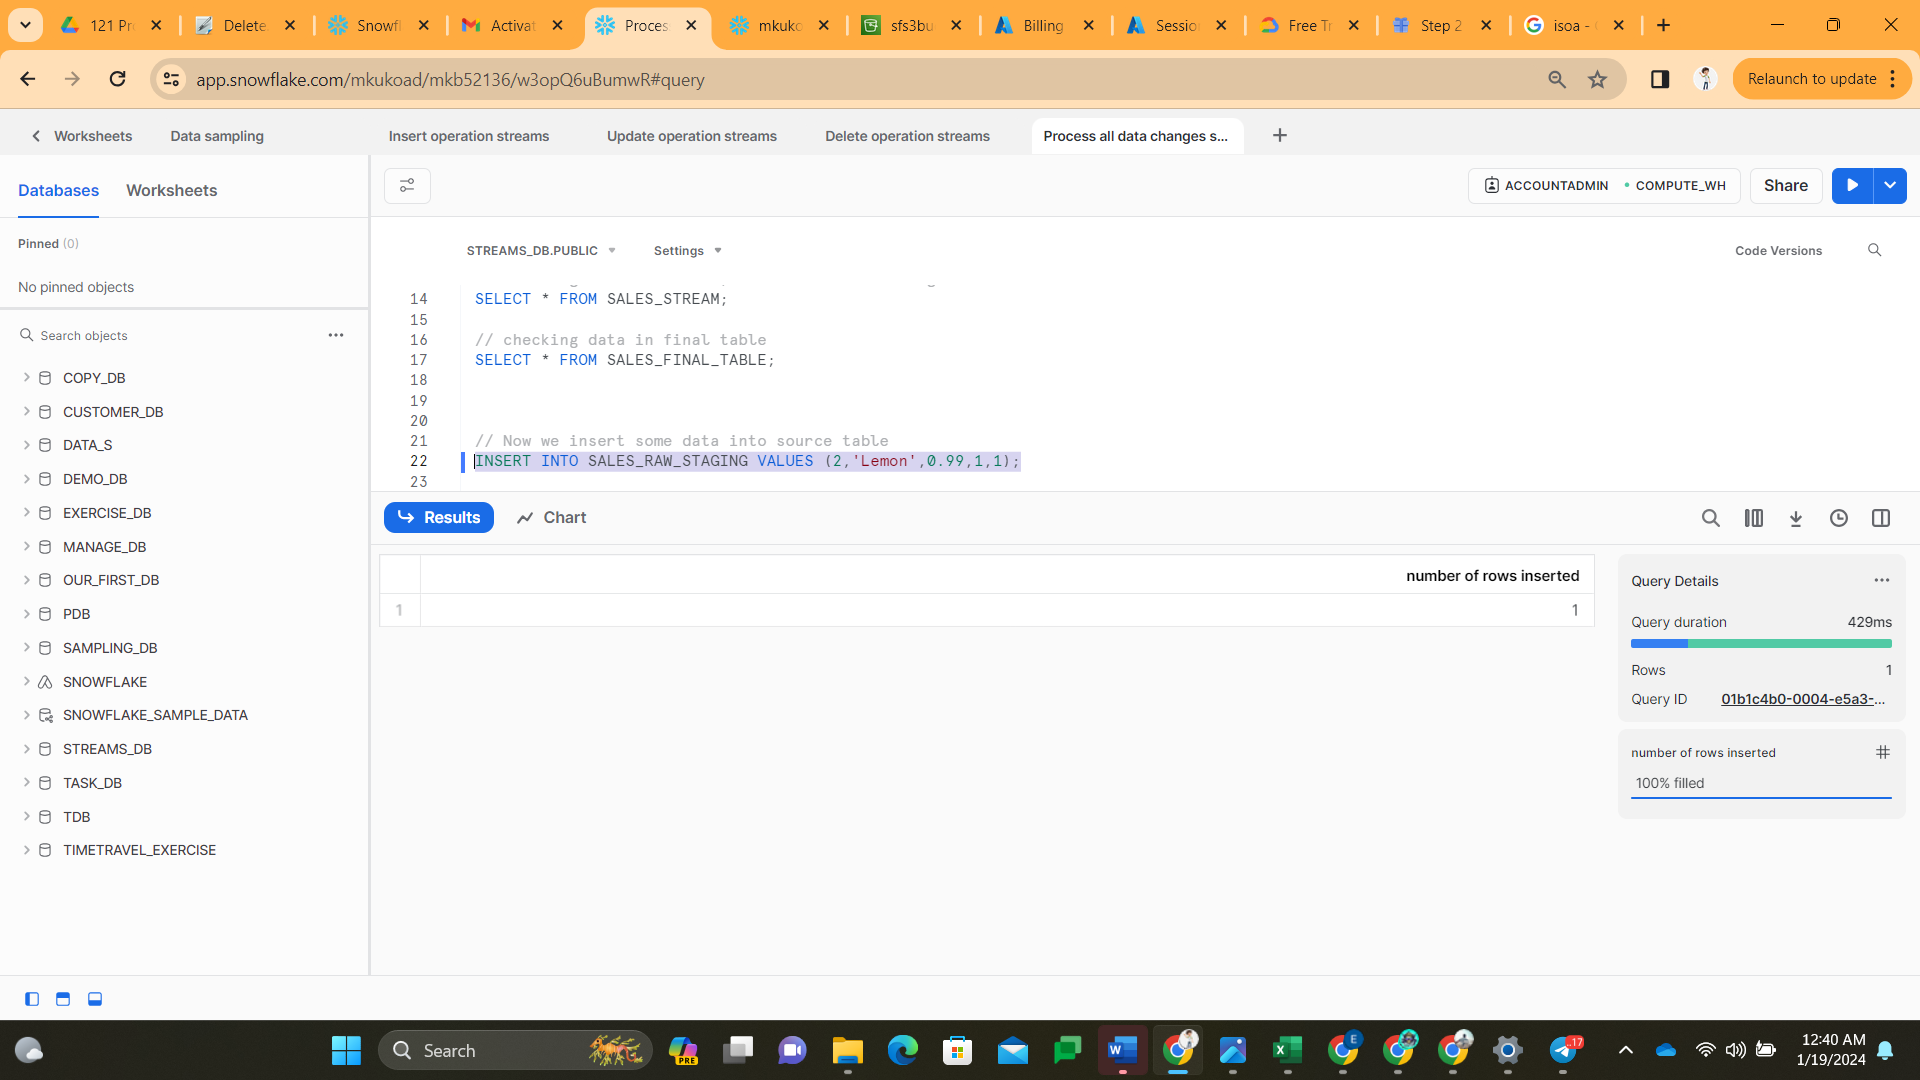 121 Pr
Delete
Snowfl
Activat
Proces
mkuko
sfs3bu
Billing
Sessio
Free Tr
Step 2
isoa -
app.snowflake.com/mkukoad/mkb52136/w3opQ6uBumwR#query
Relaunch to update
Worksheets
Data sampling
Insert operation streams
Update operation streams
Delete operation streams
Process all data changes s...
Databases
Worksheets
ACCOUNTADMIN
COMPUTE_WH
Share
Pinned (0)
No pinned objects
STREAMS_DB.PUBLIC
Settings
Code Versions
Search objects
COPY_DB
CUSTOMER_DB
DATA_S
DEMO_DB
EXERCISE_DB
MANAGE_DB
OUR_FIRST_DB
PDB
SAMPLING_DB
SNOWFLAKE
SNOWFLAKE_SAMPLE_DATA
STREAMS_DB
TASK_DB
TDB
TIMETRAVEL_EXERCISE
14 SELECT * FROM SALES_STREAM;
15
16 // checking data in final table
17 SELECT * FROM SALES_FINAL_TABLE;
18
19
20
21 // Now we insert some data into source table
22 INSERT INTO SALES_RAW_STAGING VALUES (2,'Lemon',0.99,1,1);
23
Results
Chart
number of rows inserted
1 1
Query Details
Query duration 429ms
Rows 1
Query ID 01b1c4b0-0004-e5a3-...
number of rows inserted
100% filled
Search
PRE
E
17
12:40 AM
1/19/2024